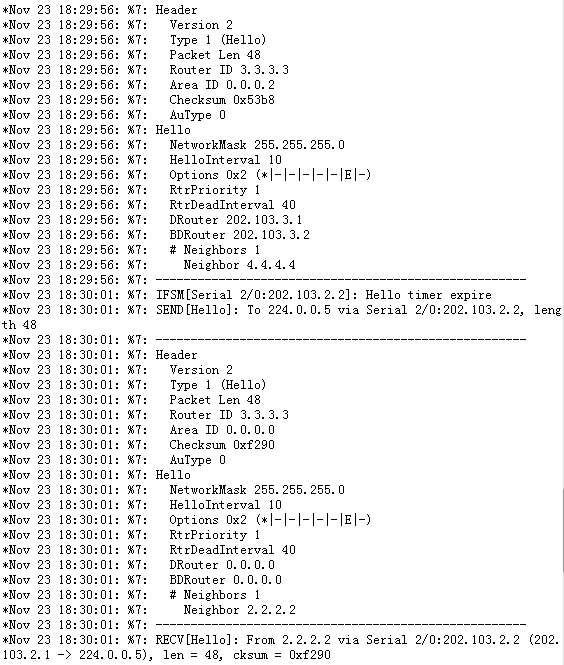 *Nov 23 18:29:56: %7: Header
*Nov 23 18:29:56: %7:   Version 2
*Nov 23 18:29:56: %7:   Type 1 (Hello)
*Nov 23 18:29:56: %7:   Packet Len 48
*Nov 23 18:29:56: %7:   Router ID 3.3.3.3
*Nov 23 18:29:56: %7:   Area ID 0.0.0.2
*Nov 23 18:29:56: %7:   Checksum 0x53b8
*Nov 23 18:29:56: %7:   AuType 0
*Nov 23 18:29:56: %7: Hello
*Nov 23 18:29:56: %7:   NetworkMask 255.255.255.0
*Nov 23 18:29:56: %7:   HelloInterval 10
*Nov 23 18:29:56: %7:   Options 0x2 (*|-|-|-|-|-|E|-)
*Nov 23 18:29:56: %7:   RtrPriority 1
*Nov 23 18:29:56: %7:   RtrDeadInterval 40
*Nov 23 18:29:56: %7:   DRouter 202.103.3.1
*Nov 23 18:29:56: %7:   BDRouter 202.103.3.2
*Nov 23 18:29:56: %7:   # Neighbors 1
*Nov 23 18:29:56: %7:     Neighbor 4.4.4.4
*Nov 23 18:29:56: %7: -----------------------------------------------------
*Nov 23 18:30:01: %7: IFSM[Serial 2/0:202.103.2.2]: Hello timer expire
*Nov 23 18:30:01: %7: SEND[Hello]: To 224.0.0.5 via Serial 2/0:202.103.2.2, leng
th 48
*Nov 23 18:30:01: %7: -----------------------------------------------------
*Nov 23 18:30:01: %7: Header
*Nov 23 18:30:01: %7:   Version 2
*Nov 23 18:30:01: %7:   Type 1 (Hello)
*Nov 23 18:30:01: %7:   Packet Len 48
*Nov 23 18:30:01: %7:   Router ID 3.3.3.3
*Nov 23 18:30:01: %7:   Area ID 0.0.0.0
*Nov 23 18:30:01: %7:   Checksum 0xf290
*Nov 23 18:30:01: %7:   AuType 0
*Nov 23 18:30:01: %7: Hello
*Nov 23 18:30:01: %7:   NetworkMask 255.255.255.0
*Nov 23 18:30:01: %7:   HelloInterval 10
*Nov 23 18:30:01: %7:   Options 0x2 (*|-|-|-|-|-|E|-)
*Nov 23 18:30:01: %7:   RtrPriority 1
*Nov 23 18:30:01: %7:   RtrDeadInterval 40
*Nov 23 18:30:01: %7:   DRouter 0.0.0.0
*Nov 23 18:30:01: %7:   BDRouter 0.0.0.0
*Nov 23 18:30:01: %7:   # Neighbors 1
*Nov 23 18:30:01: %7:     Neighbor 2.2.2.2
*Nov 23 18:30:01: %7: -----------------------------------------------------
*Nov 23 18:30:01: %7: RECV[Hello]: From 2.2.2.2 via Serial 2/0:202.103.2.2 (202.
103.2.1 -> 224.0.0.5), len = 48, cksum = 0xf290